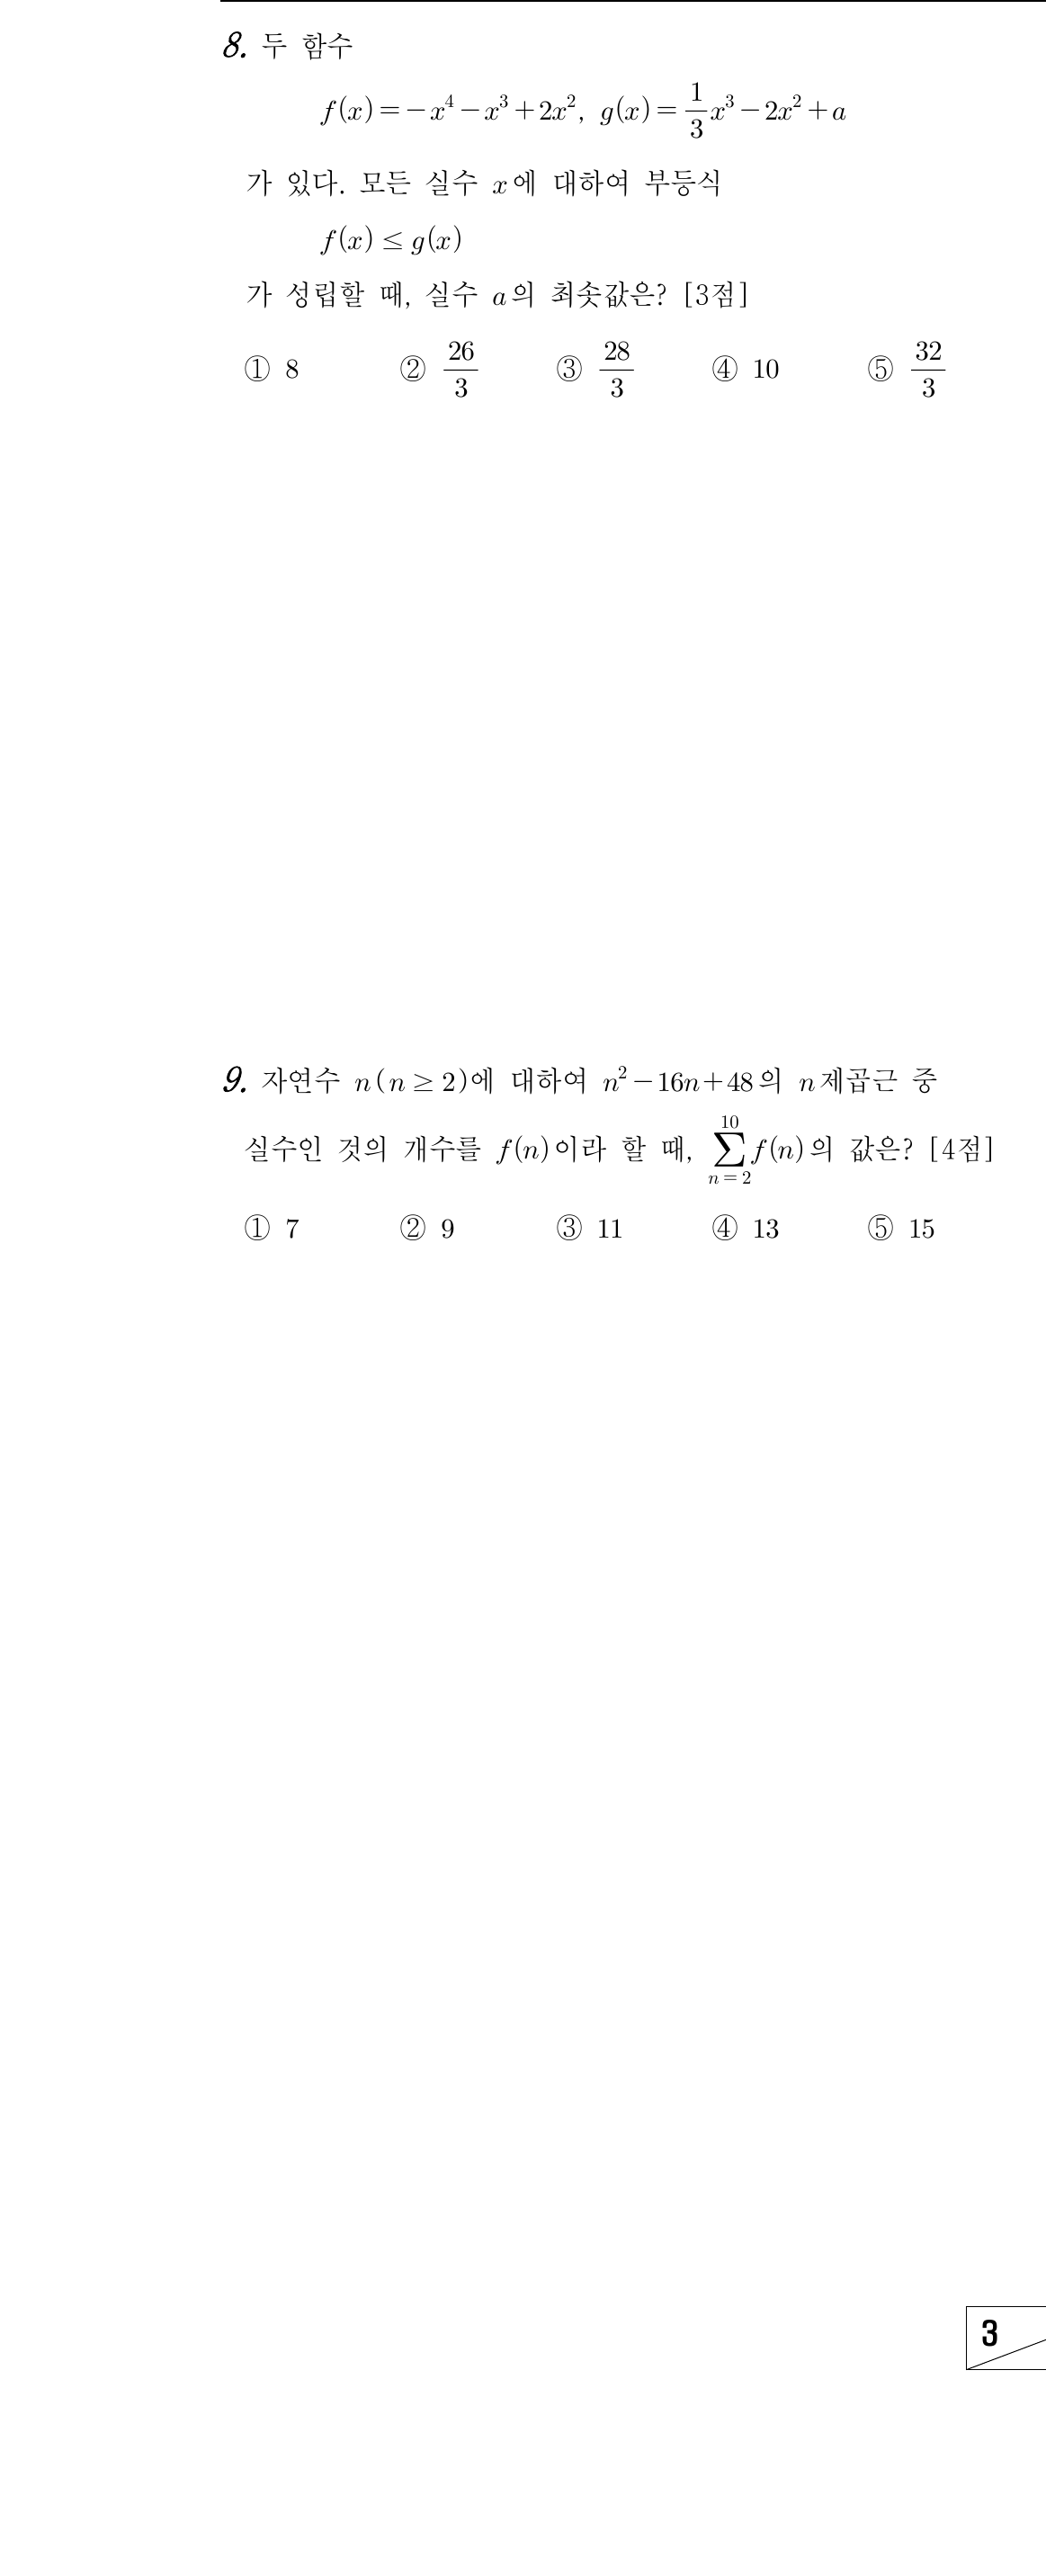 8. 두 함수
f(x) = −x⁴ − x³ + 2x², g(x) = 1/3 x³ − 2x² + a
가 있다. 모든 실수 x에 대하여 부등식
f(x) ≤ g(x)
가 성립할 때, 실수 a의 최솟값은? [3점]
① 8 ② 26/3 ③ 28/3 ④ 10 ⑤ 32/3
9. 자연수 n(n ≥ 2)에 대하여 n² − 16n + 48의 n제곱근 중
실수인 것의 개수를 f(n)이라 할 때, ∑_{n=2}^{10} f(n)의 값은? [4점]
① 7 ② 9 ③ 11 ④ 13 ⑤ 15
3